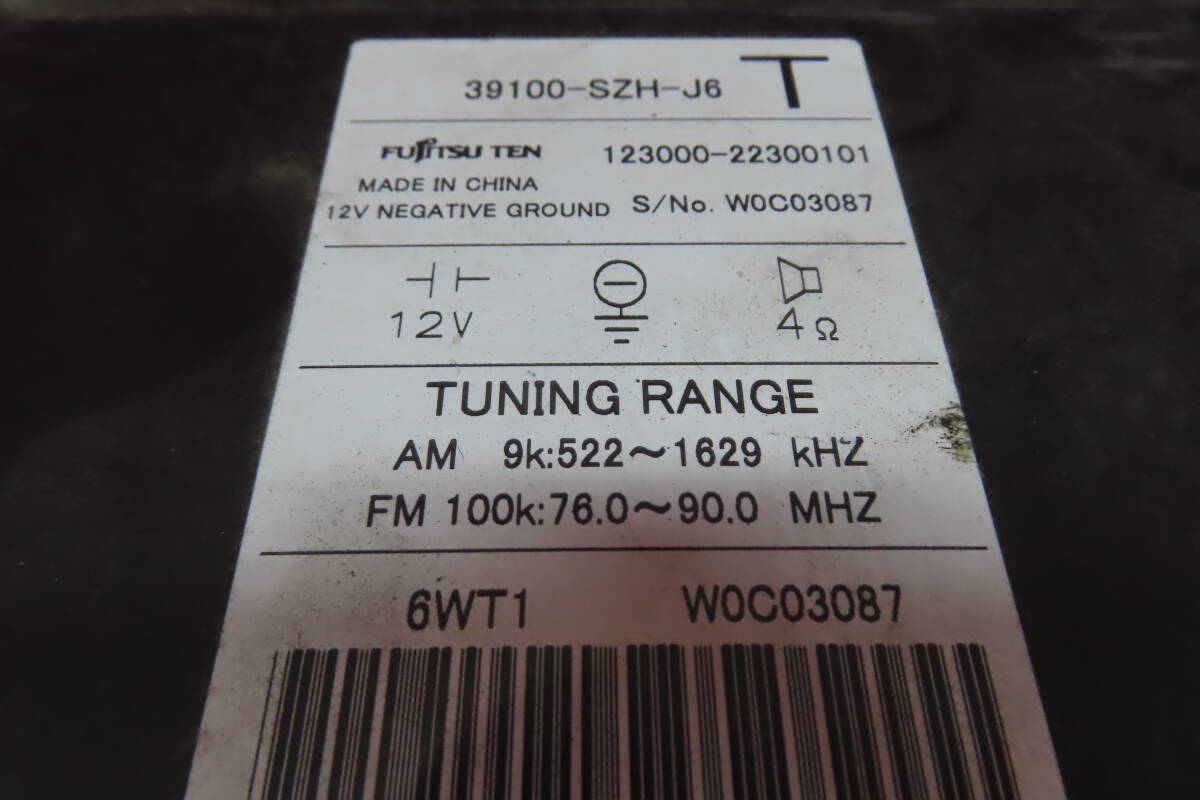 39100-SZH-J6 T
FUJITSU TEN 123000-22300101
MADE IN CHINA
12V NEGATIVE GROUND S/No. W0C03087
12V 4Ω
TUNING RANGE
AM 9k:522～1629 kHZ
FM 100k:76.0～90.0 MHZ
6WT1 W0C03087